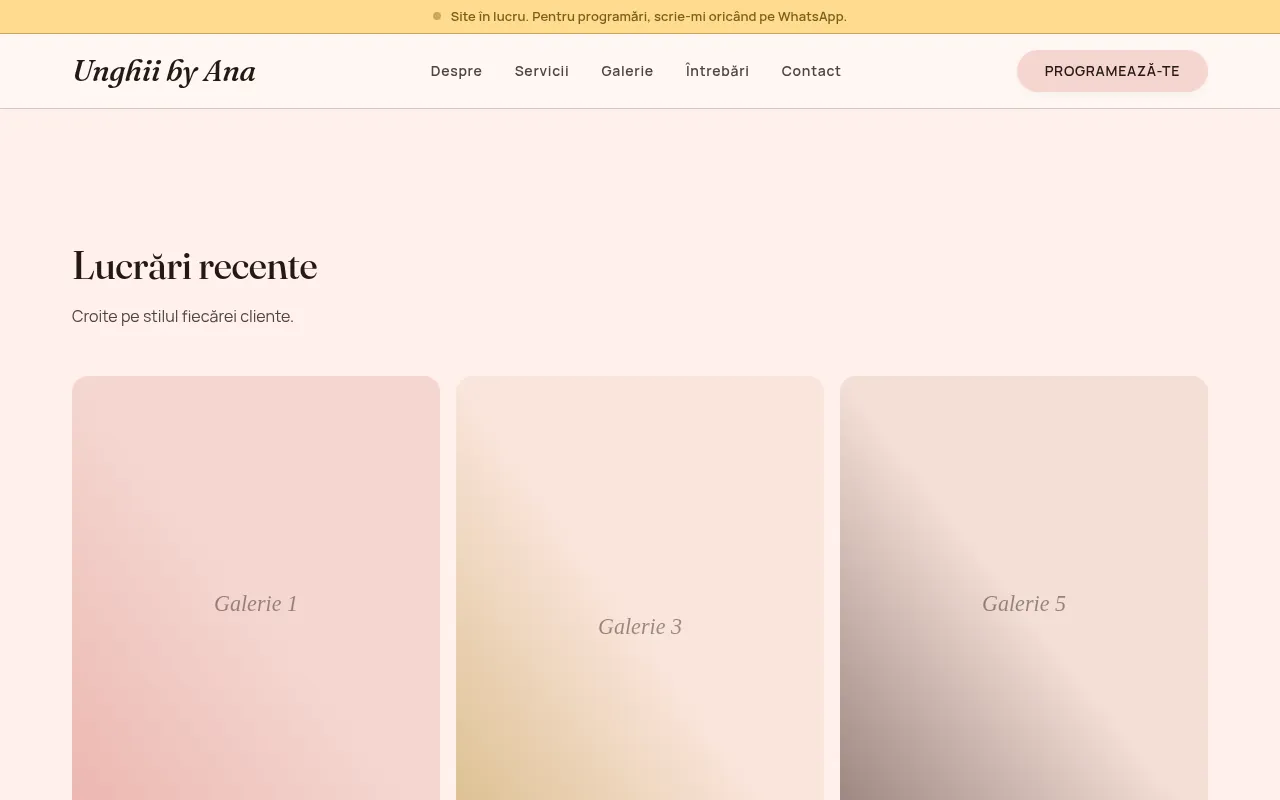 Site în lucru. Pentru programări, scrie-mi oricând pe WhatsApp.
Unghii by Ana
Despre
Servicii
Galerie
Întrebări
Contact
PROGRAMEAZĂ-TE
Lucrări recente
Croite pe stilul fiecărei cliente.
Galerie 1
Galerie 3
Galerie 5